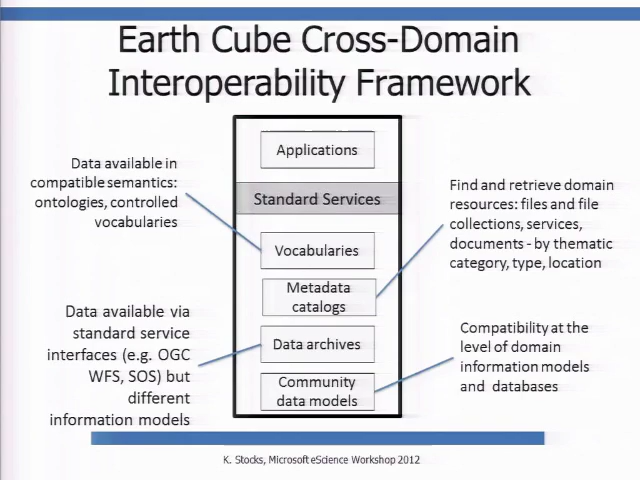 Earth Cube Cross-Domain
Interoperability Framework
Applications
Standard Services
Vocabularies
Metadata
catalogs
Data archives
Community
data models
Data available in
compatible semantics:
ontologies, controlled
vocabularies
Data available via
standard service
interfaces (e.g. OGC
WFS, SOS) but
different
information models
Find and retrieve domain
resources: files and file
collections, services,
documents - by thematic
category, type, location
Compatibility at the
level of domain
information models
and databases
K. Stocks, Microsoft eScience Workshop 2012